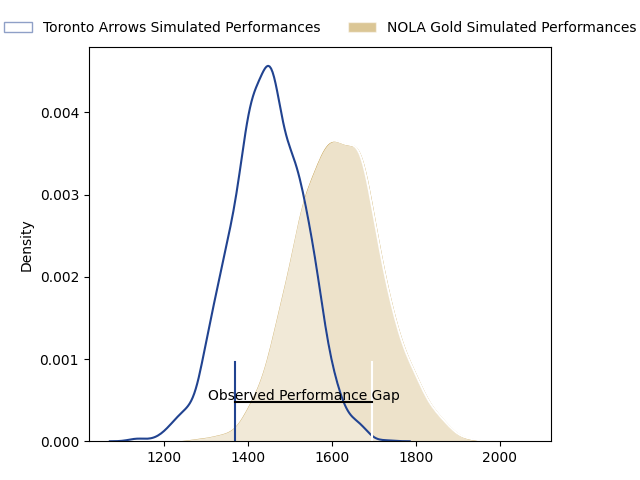 Toronto Arrows Simulated Performances
NOLA Gold Simulated Performances
Density
0.004
0.003
0.002
0.001
0.000
Observed Performance Gap
1200
1400
1600
1800
2000